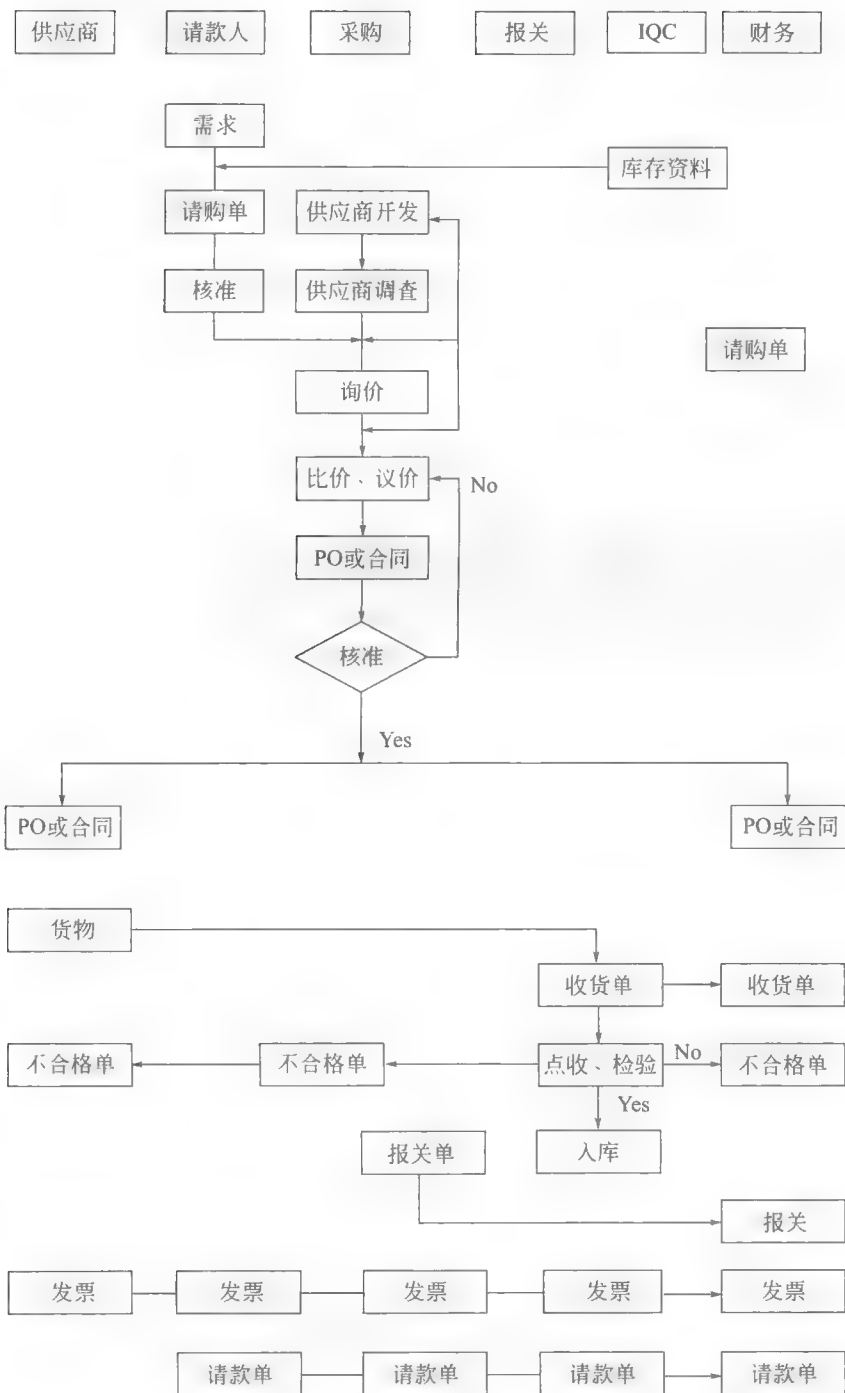 供应商 请款人 采购 报关 IQC 财务
需求
库存资料
请购单 供应商开发
核准 供应商调查
请购单
询价
比价、议价 No
PO或合同
核准
Yes
PO或合同 PO或合同
货物
收货单 收货单
不合格单 不合格单 点收、检验 No 不合格单
Yes
报关单 入库
报关
发票 发票 发票 发票 发票
请款单 请款单 请款单 请款单